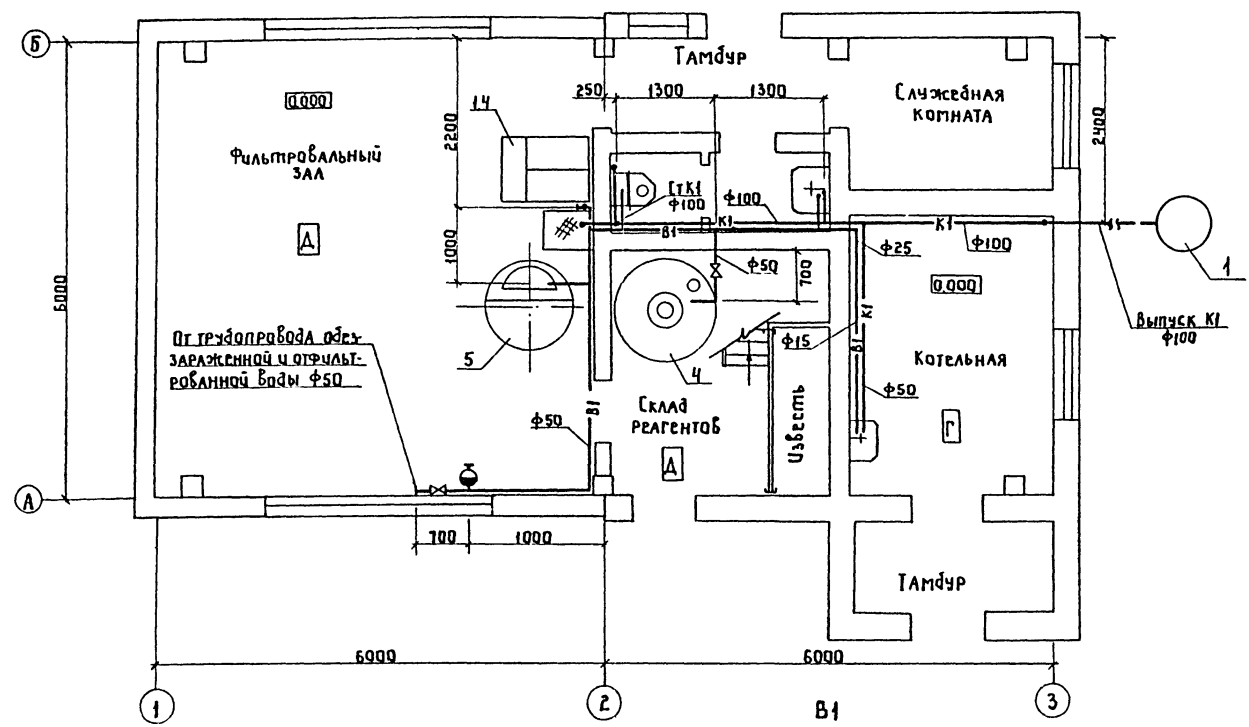 Б
6000
0.000
Фильтровальный
зал
Д
14
2200
1000
250
1300
1300
Тамбур
Служебная
комната
2400
СтК1
ф100
ф100
К1
В1
К1
ф100
1
Выпуск К1
ф100
ф25
ф50
700
0.000
От трубопровода обез-
зараженной и отфильт-
рованной воды ф50
5
4
ф15
В1
К1
Котельная
ф50
Г
В1
ф50
Склад
реагентов
Д
Известь
А
700
1000
Тамбур
6000
6000
1
2
3
В1